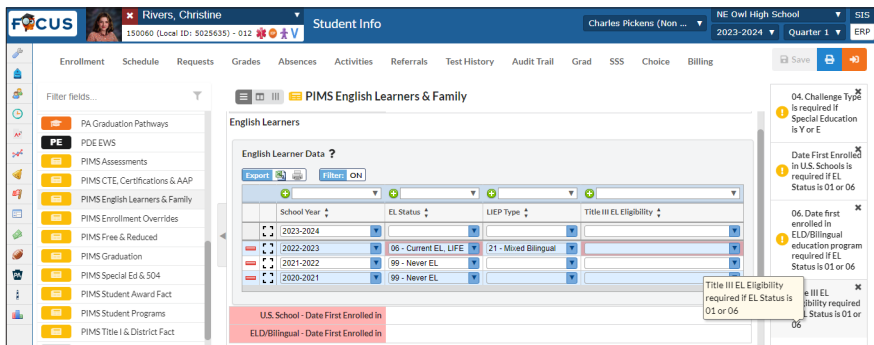 FOCUS
Rivers, Christine
150060 (Local ID: 5025635) - 012
Student Info
Charles Pickens (Non ...
NE Owl High School
SIS
2023-2024
Quarter 1
ERP
Enrollment Schedule Requests Grades Absences Activities Referrals Test History Audit Trail Grad SSS Choice Billing
Save
Filter fields...
PA Graduation Pathways
PE PDE EWS
PIMS Assessments
PIMS CTE, Certifications & AAP
PIMS English Learners & Family
PIMS Enrollment Overrides
PIMS Free & Reduced
PIMS Graduation
PIMS Special Ed & 504
PIMS Student Award Fact
PIMS Student Programs
PIMS Title I & District Fact
PIMS English Learners & Family
English Learners
English Learner Data ?
Export Filter: ON
School Year EL Status LIEP Type Title III EL Eligibility
2023-2024
2022-2023 06 - Current EL, LIFE 21 - Mixed Bilingual
2021-2022 99 - Never EL
2020-2021 99 - Never EL
U.S. School - Date First Enrolled in
ELD/Bilingual - Date First Enrolled in
Title III EL Eligibility
required if EL Status is
01 or 06
04. Challenge Type
is required if
Special Education
is Y or E
Date First Enrolled
in U.S. Schools is
required if EL
Status is 01 or 06
06. Date first
enrolled in
ELD/Bilingual
education program
required if EL
Status is 01 or 06
e III EL
ibility required
L Status is 01 or
06